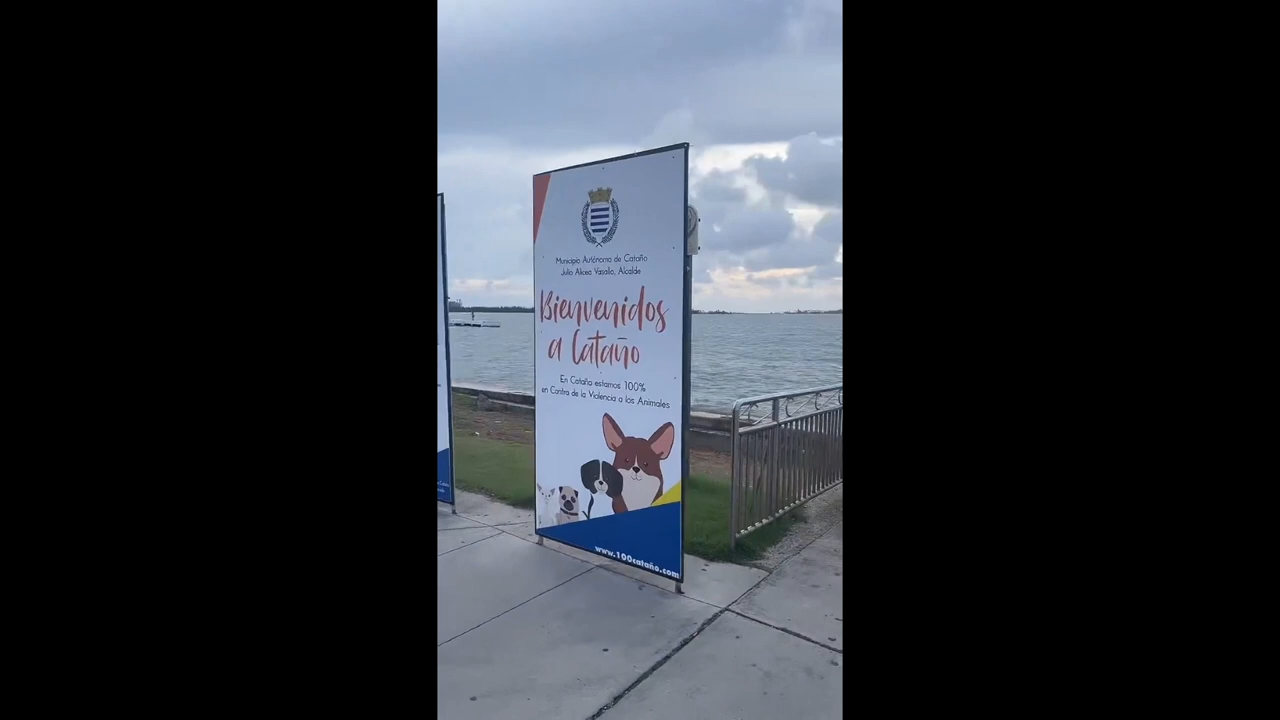 Municipio Autónomo de Cataño
Julio Alicea Vasallo, Alcalde
Bienvenidos
a Cataño
En Cataño estamos 100%
en Contra de la Violencia a los Animales
www.100cataño.com